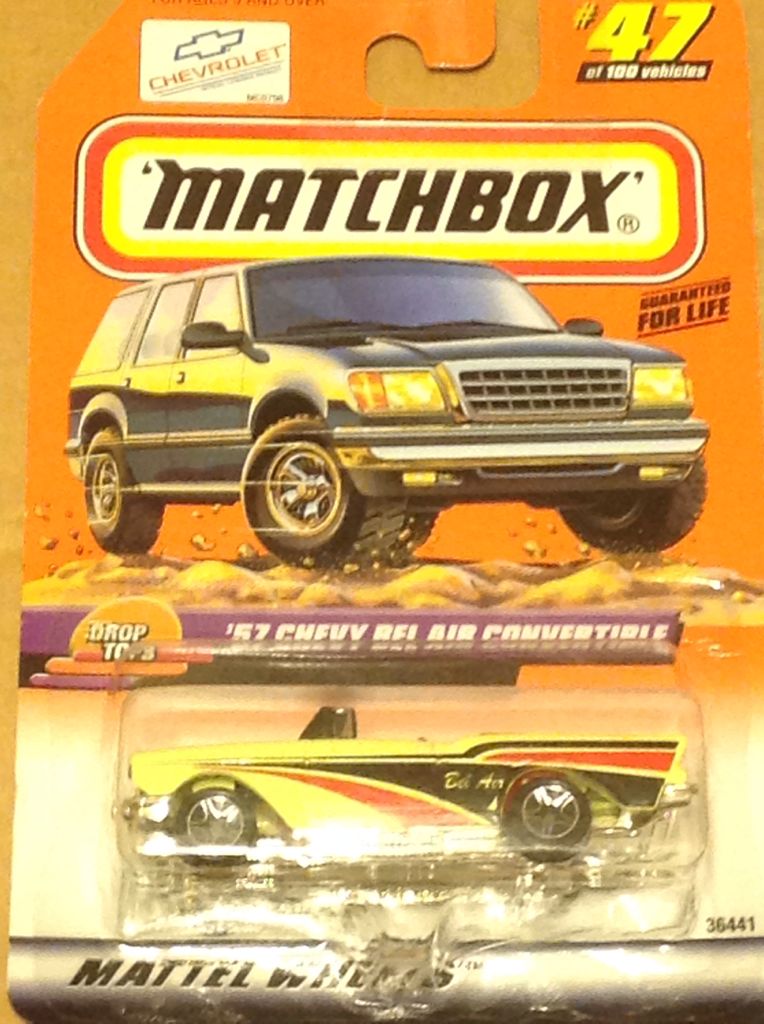 CHEVROLET
#47
of 100 vehicles
'MATCHBOX'®
GUARANTEED
FOR LIFE
DROP
TOPS
'57 CHEVY BEL AIR CONVERTIBLE
Bel Air
36441
MATTEL WHEELS™